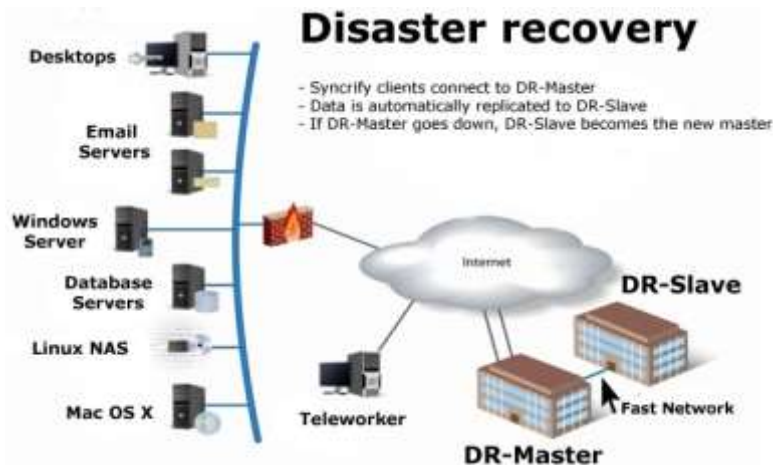 Disaster recovery
- Syncrify clients connect to DR-Master
- Data is automatically replicated to DR-Slave
- If DR-Master goes down, DR-Slave becomes the new master
Desktops
Email
Servers
Windows
Server
Database
Servers
Linux NAS
Mac OS X
Internet
Teleworker
DR-Slave
Fast Network
DR-Master